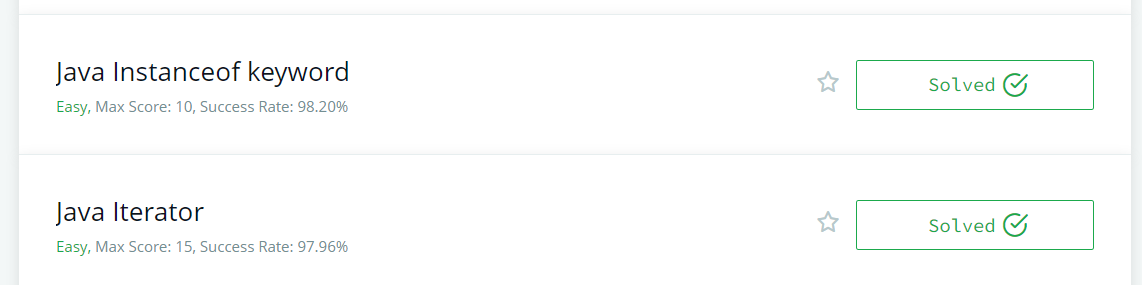 Java Instanceof keyword
Easy, Max Score: 10, Success Rate: 98.20%
Solved
Java Iterator
Easy, Max Score: 15, Success Rate: 97.96%
Solved